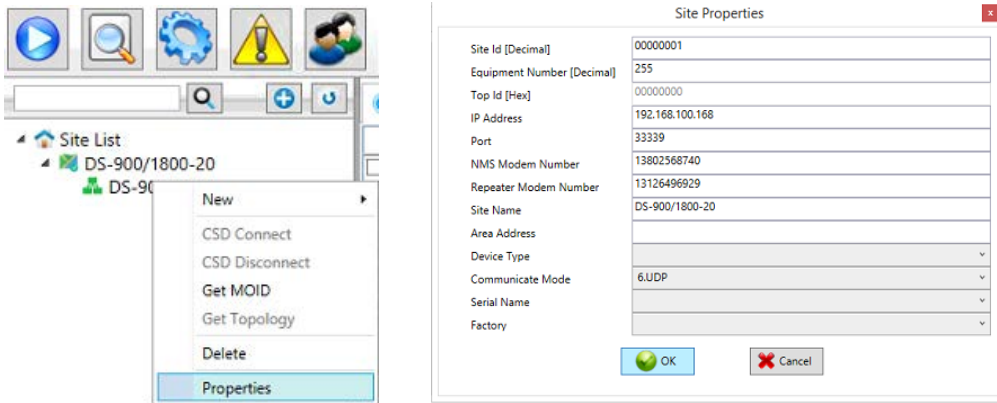 Site List
DS-900/1800-20
DS-90
New
CSD Connect
CSD Disconnect
Get MOID
Get Topology
Delete
Properties
Site Properties
Site Id [Decimal] 00000001
Equipment Number [Decimal] 255
Top Id [Hex] 00000000
IP Address 192.168.100.168
Port 33339
NMS Modem Number 13802568740
Repeater Modem Number 13126496929
Site Name DS-900/1800-20
Area Address
Device Type
Communicate Mode 6.UDP
Serial Name
Factory
OK Cancel